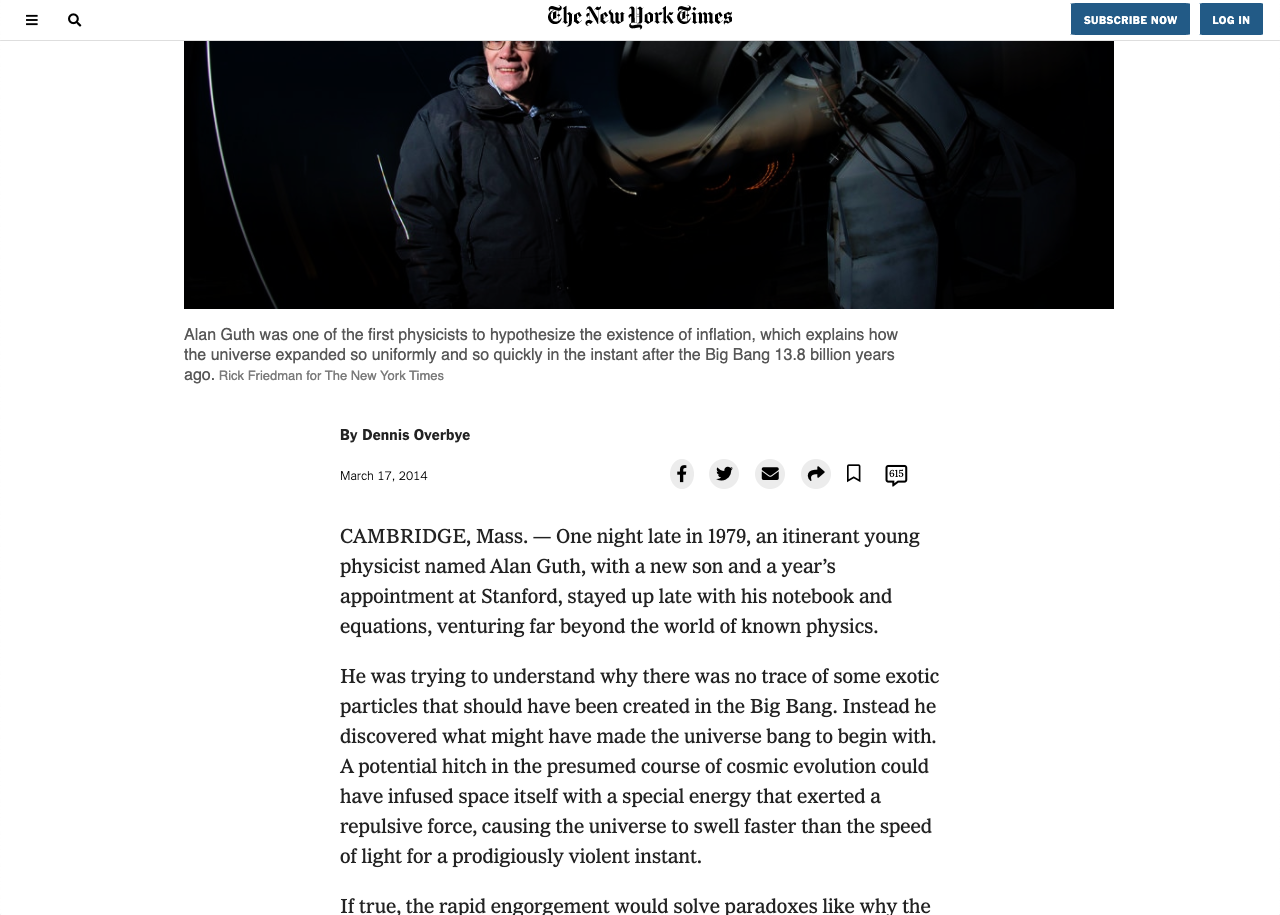 The New York Times
SUBSCRIBE NOW
LOG IN
Alan Guth was one of the first physicists to hypothesize the existence of inflation, which explains how
the universe expanded so uniformly and so quickly in the instant after the Big Bang 13.8 billion years
ago. Rick Friedman for The New York Times
By Dennis Overbye
March 17, 2014
615
CAMBRIDGE, Mass. — One night late in 1979, an itinerant young
physicist named Alan Guth, with a new son and a year’s
appointment at Stanford, stayed up late with his notebook and
equations, venturing far beyond the world of known physics.
He was trying to understand why there was no trace of some exotic
particles that should have been created in the Big Bang. Instead he
discovered what might have made the universe bang to begin with.
A potential hitch in the presumed course of cosmic evolution could
have infused space itself with a special energy that exerted a
repulsive force, causing the universe to swell faster than the speed
of light for a prodigiously violent instant.
If true, the rapid engorgement would solve paradoxes like why the